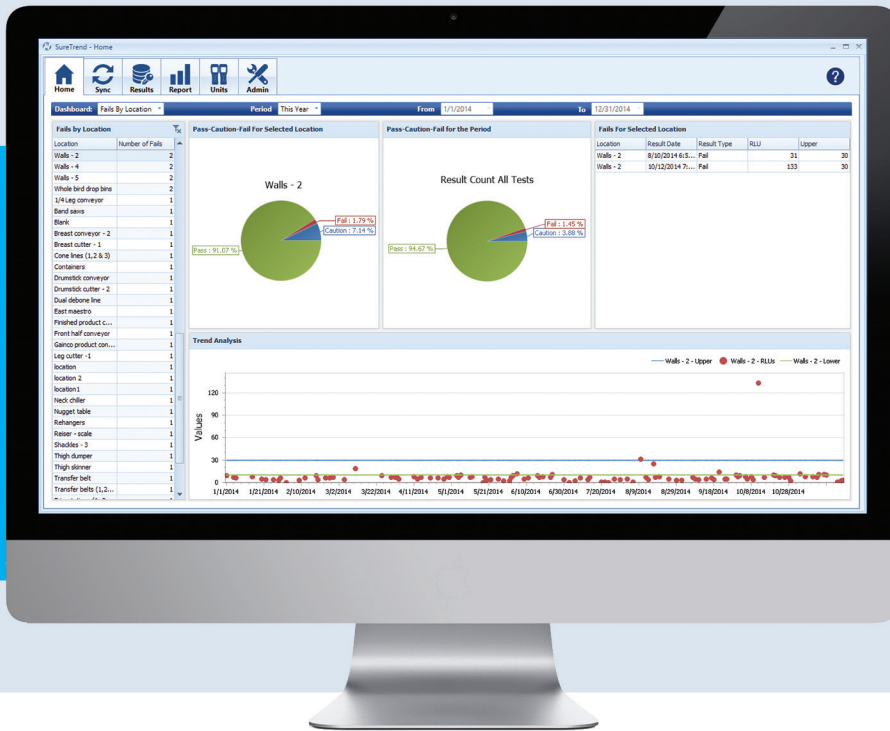 SureTrend - Home
Home Sync Results Report Units Admin
Dashboard: Fails By Location Period This Year From 1/1/2014 To 12/31/2014
Fails by Location
Location Number of Fails
Walls - 2 2
Walls - 4 2
Walls - 5 2
Whole bird drop bins 2
1/4 Leg conveyor 1
Band saws 1
Blank 1
Breast conveyor - 2 1
Breast cutter - 1 1
Cone lines (1,2 & 3) 1
Containers 1
Drumstick conveyor 1
Drumstick cutter - 2 1
Dual debone line 1
East maestro 1
Finished product c... 1
Front half conveyor 1
Gainco product con... 1
Leg cutter -1 1
location 1
location 2 1
location1 1
Neck chiller 1
Nugget table 1
Rehangers 1
Reiser - scale 1
Shackles - 3 1
Thigh dumper 1
Thigh skinner 1
Transfer belt 1
Transfer belts (1,2... 1
Pass-Caution-Fail For Selected Location
Walls - 2
Fail : 1.79 %
Caution : 7.14 %
Pass : 91.07 %
Pass-Caution-Fail for the Period
Result Count All Tests
Fail : 1.45 %
Caution : 3.88 %
Pass : 94.67 %
Fails For Selected Location
Location Result Date Result Type RLU Upper
Walls - 2 8/10/2014 6:5... Fail 31 30
Walls - 2 10/12/2014 7:... Fail 133 30
Trend Analysis
Walls - 2 - Upper Walls - 2 - RLUs Walls - 2 - Lower
Values
120
90
60
30
0
1/1/2014 1/21/2014 2/10/2014 3/2/2014 3/22/2014 4/11/2014 5/1/2014 5/21/2014 6/10/2014 6/30/2014 7/20/2014 8/9/2014 8/29/2014 9/18/2014 10/8/2014 10/28/2014